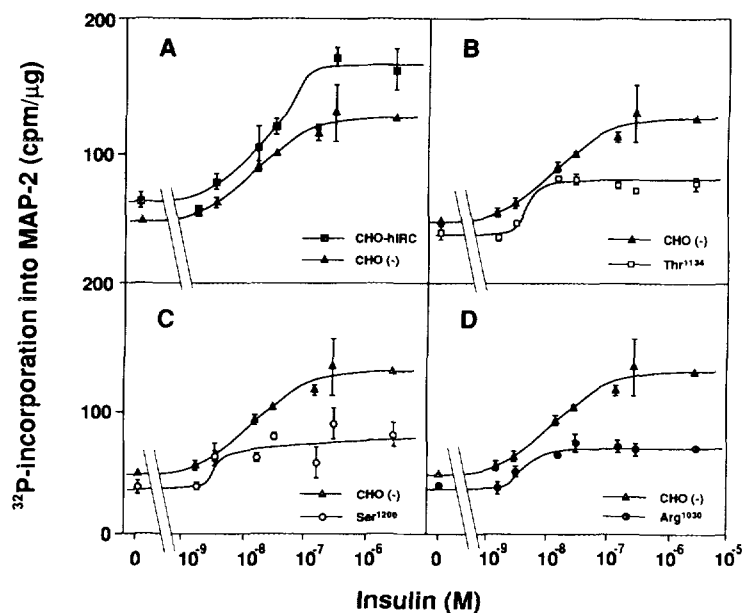 200
A
B
100
CHO-hIRC
CHO (-)
CHO (-)
Thr¹¹³⁴
200
C
D
100
CHO (-)
Ser¹²⁰⁰
CHO (-)
Arg¹⁰³⁰
0
0
10⁻⁹
10⁻⁸
10⁻⁷
10⁻⁶
0
10⁻⁹
10⁻⁸
10⁻⁷
10⁻⁶
10⁻⁵
³²P-incorporation into MAP-2 (cpm/μg)
Insulin (M)